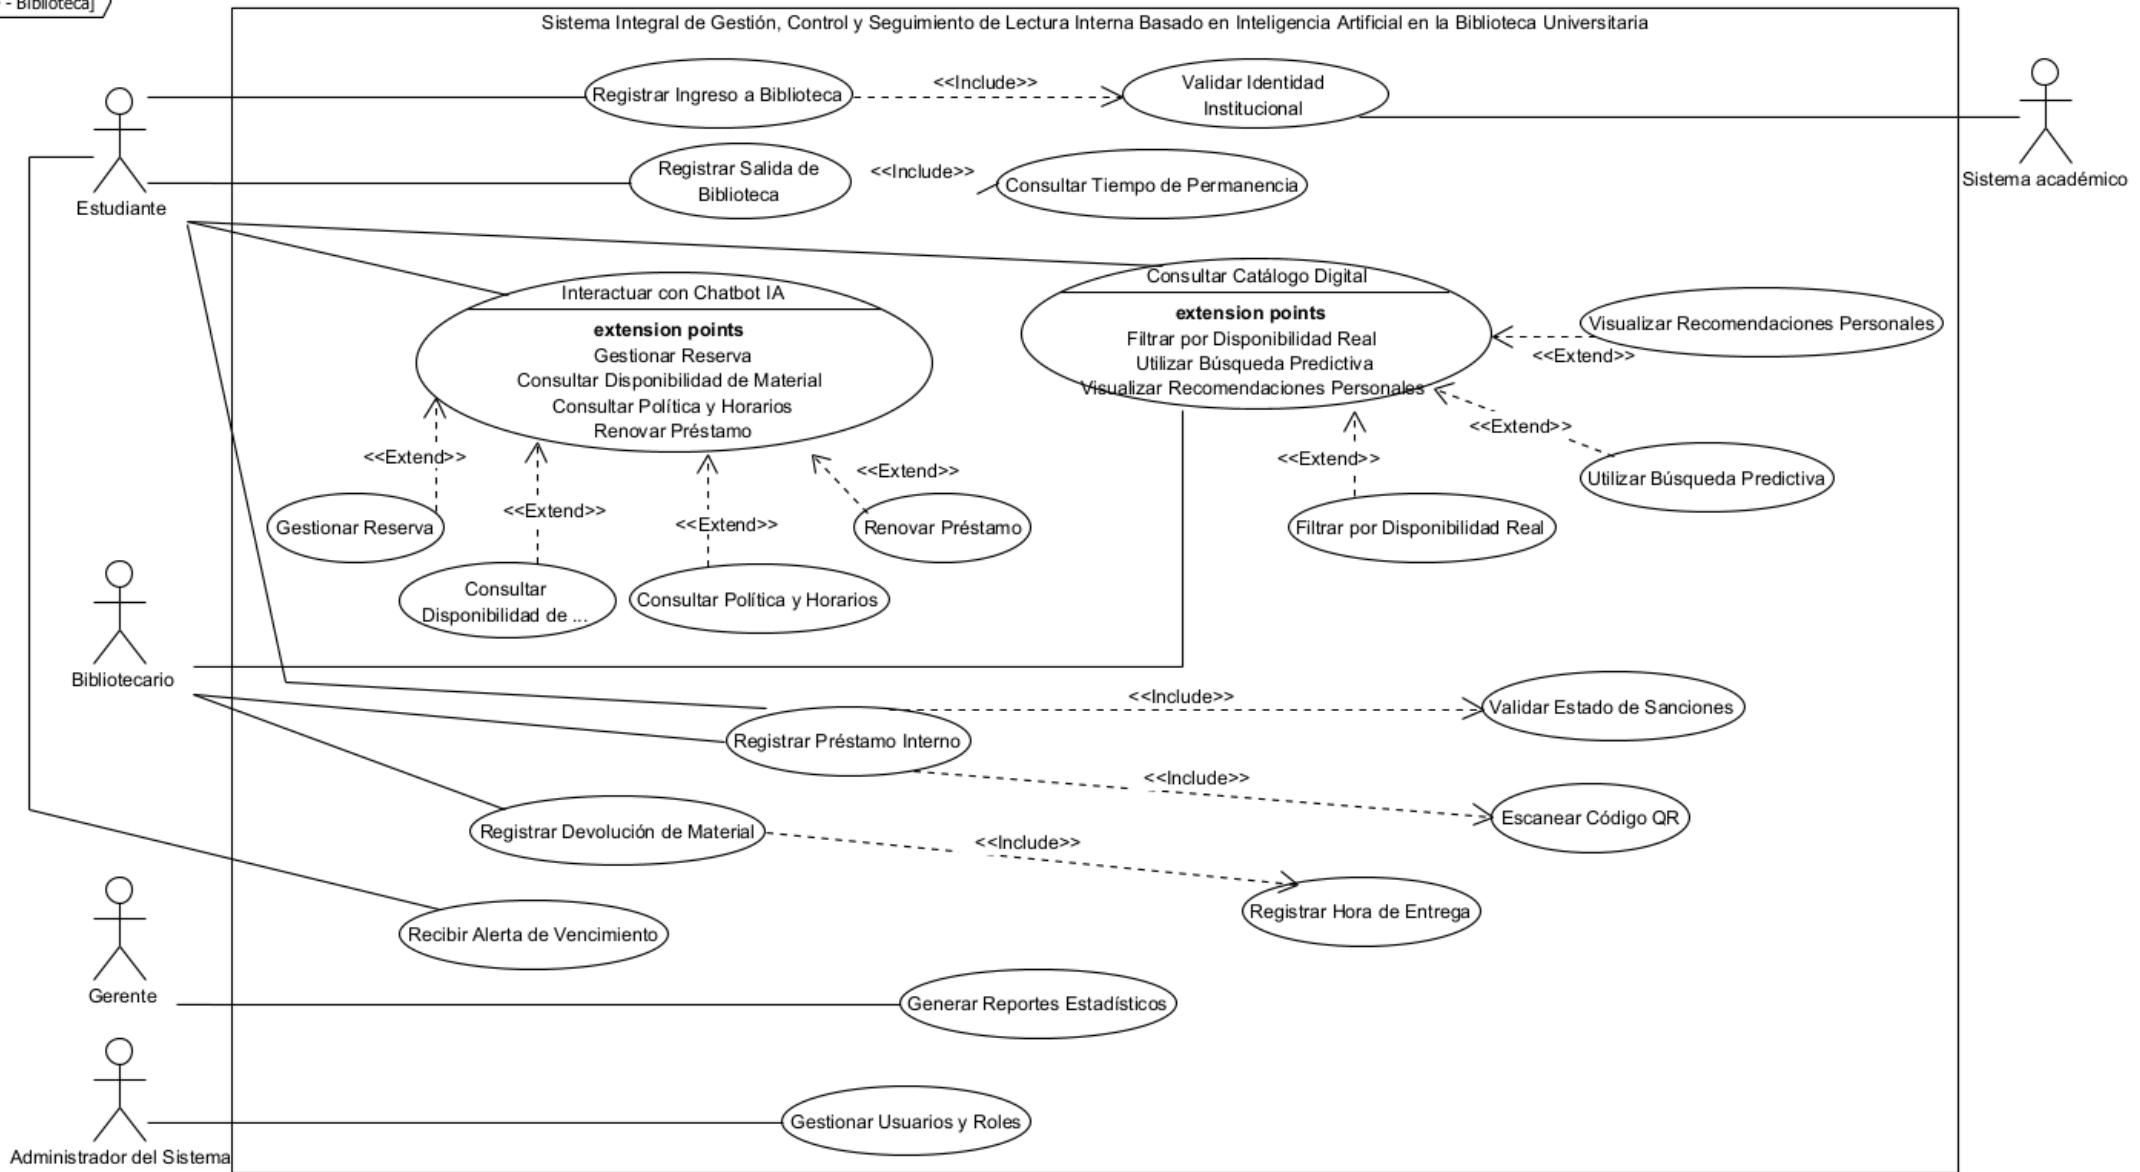 - Biblioteca]
Sistema Integral de Gestión, Control y Seguimiento de Lectura Interna Basado en Inteligencia Artificial en la Biblioteca Universitaria
Registrar Ingreso a Biblioteca
<<Include>>
Validar Identidad
Institucional
Estudiante
Sistema académico
Registrar Salida de
Biblioteca
<<Include>>
Consultar Tiempo de Permanencia
Interactuar con Chatbot IA
extension points
Gestionar Reserva
Consultar Disponibilidad de Material
Consultar Política y Horarios
Renovar Préstamo
Consultar Catálogo Digital
extension points
Filtrar por Disponibilidad Real
Utilizar Búsqueda Predictiva
Visualizar Recomendaciones Personales
Visualizar Recomendaciones Personales
<<Extend>>
<<Extend>>
Utilizar Búsqueda Predictiva
<<Extend>>
Filtrar por Disponibilidad Real
<<Extend>>
Gestionar Reserva
<<Extend>>
Consultar
Disponibilidad de ...
<<Extend>>
Consultar Política y Horarios
<<Extend>>
Renovar Préstamo
Bibliotecario
Registrar Préstamo Interno
<<Include>>
Validar Estado de Sanciones
<<Include>>
Escanear Código QR
Registrar Devolución de Material
<<Include>>
Registrar Hora de Entrega
Recibir Alerta de Vencimiento
Gerente
Generar Reportes Estadísticos
Administrador del Sistema
Gestionar Usuarios y Roles